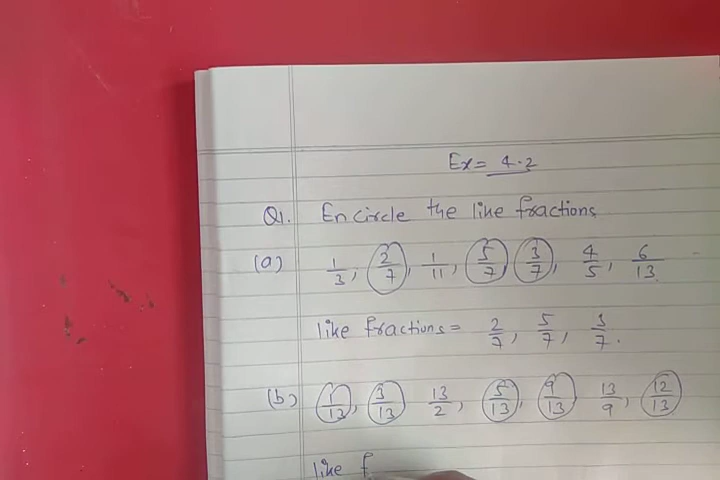 Ex = 4.2
Q1. Encircle the like fractions
(a) 1/3, 2/7, 1/11, 5/7, 3/7, 4/5, 6/13.
like fractions = 2/7, 5/7, 3/7.
(b) 1/13, 3/13 13/2, 5/13, 9/13 13/9, 12/13
like f